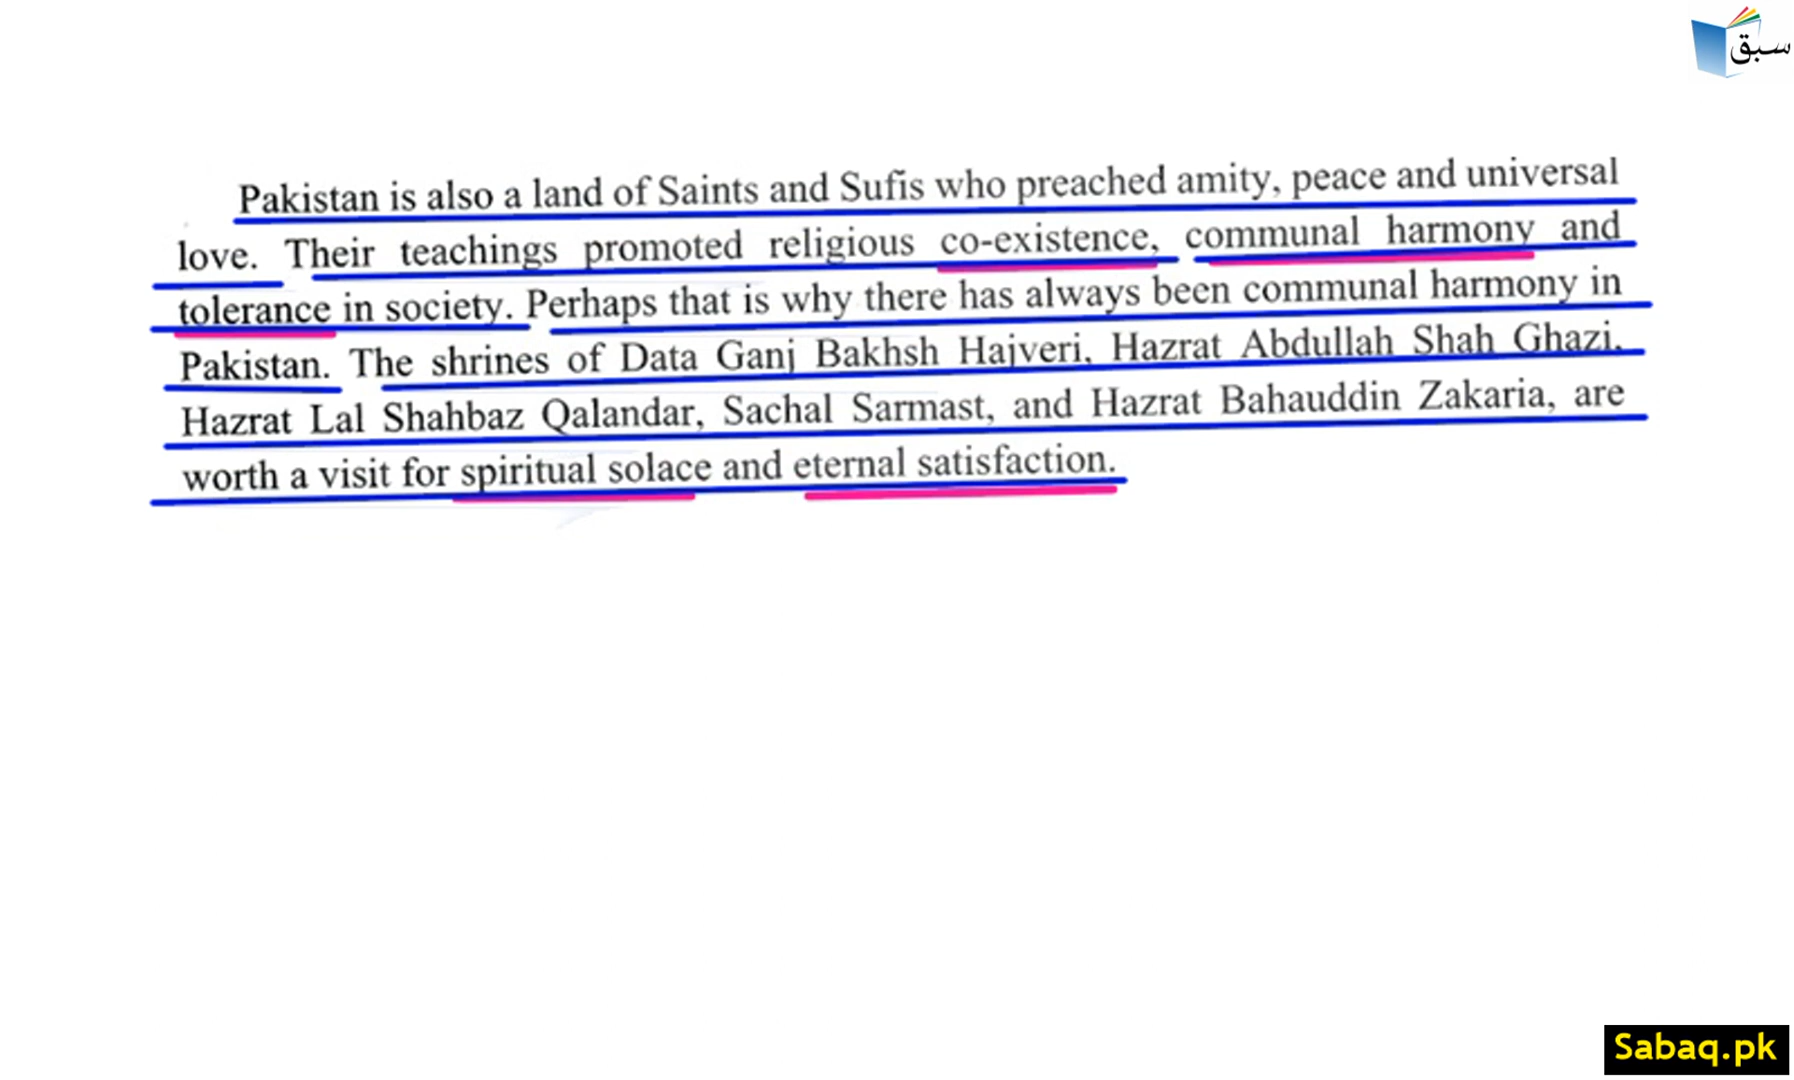 سبق
Pakistan is also a land of Saints and Sufis who preached amity, peace and universal
love. Their teachings promoted religious co-existence, communal harmony and
tolerance in society. Perhaps that is why there has always been communal harmony in
Pakistan. The shrines of Data Ganj Bakhsh Hajveri, Hazrat Abdullah Shah Ghazi,
Hazrat Lal Shahbaz Qalandar, Sachal Sarmast, and Hazrat Bahauddin Zakaria, are
worth a visit for spiritual solace and eternal satisfaction.
Sabaq.pk